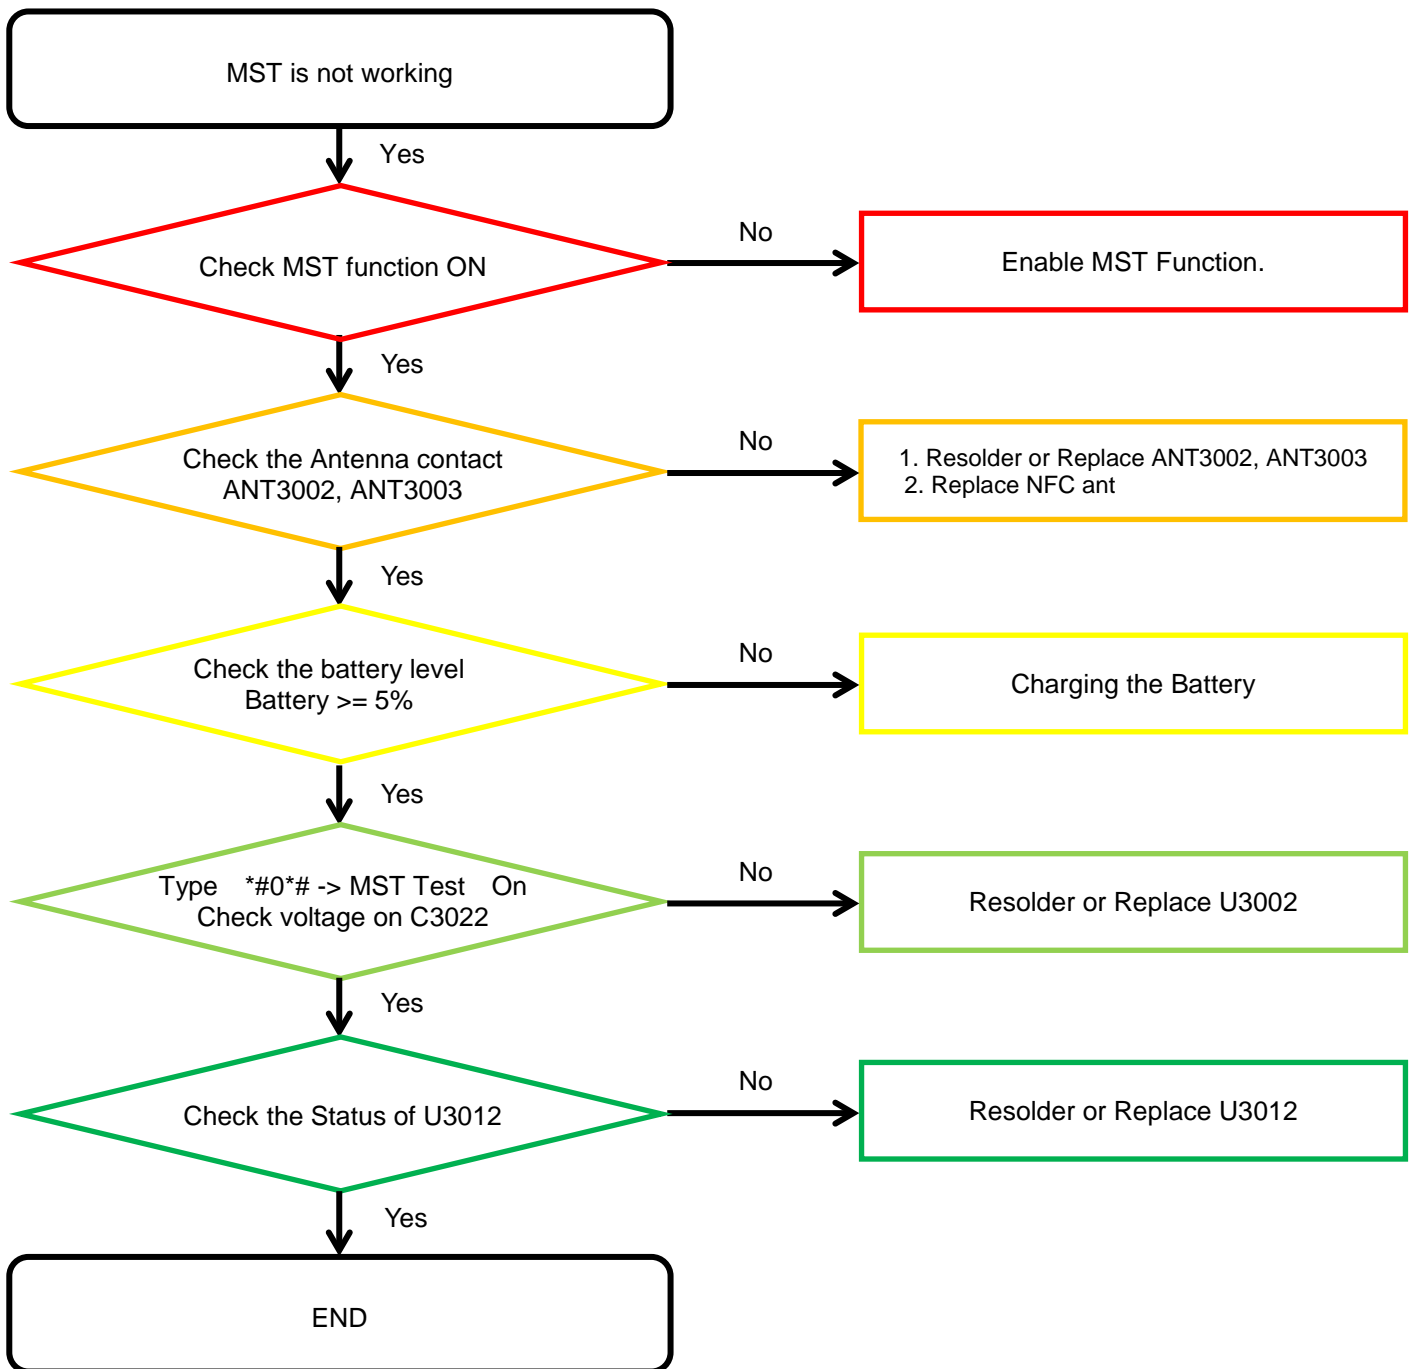 MST is not working
Yes
Check MST function ON
No
Enable MST Function.
Yes
Check the Antenna contact
ANT3002, ANT3003
No
1. Resolder or Replace ANT3002, ANT3003
2. Replace NFC ant
Yes
Check the battery level
Battery >= 5%
No
Charging the Battery
Yes
Type *#0*# -> MST Test On
Check voltage on C3022
No
Resolder or Replace U3002
Yes
Check the Status of U3012
No
Resolder or Replace U3012
Yes
END